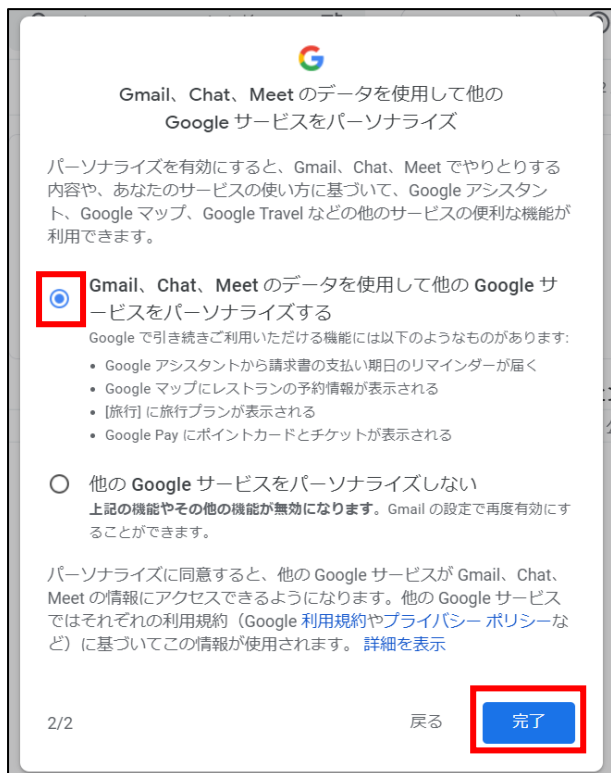 Gmail、Chat、Meet のデータを使用して他の
Google サービスをパーソナライズ
パーソナライズを有効にすると、Gmail、Chat、Meet でやりとりする
内容や、あなたのサービスの使い方に基づいて、Google アシスタン
ト、Google マップ、Google Travel などの他のサービスの便利な機能が
利用できます。
Gmail、Chat、Meet のデータを使用して他の Google サ
ービスをパーソナライズする
Google で引き続きご利用いただける機能には以下のようなものがあります:
• Google アシスタントから請求書の支払い期日のリマインダーが届く
• Google マップにレストランの予約情報が表示される
• [旅行] に旅行プランが表示される
• Google Pay にポイントカードとチケットが表示される
他の Google サービスをパーソナライズしない
上記の機能やその他の機能が無効になります。Gmail の設定で再度有効にす
ることができます。
パーソナライズに同意すると、他の Google サービスが Gmail、Chat、
Meet の情報にアクセスできるようになります。他の Google サービス
ではそれぞれの利用規約（Google 利用規約やプライバシー ポリシーな
ど）に基づいてこの情報が使用されます。 詳細を表示
2/2 戻る 完了